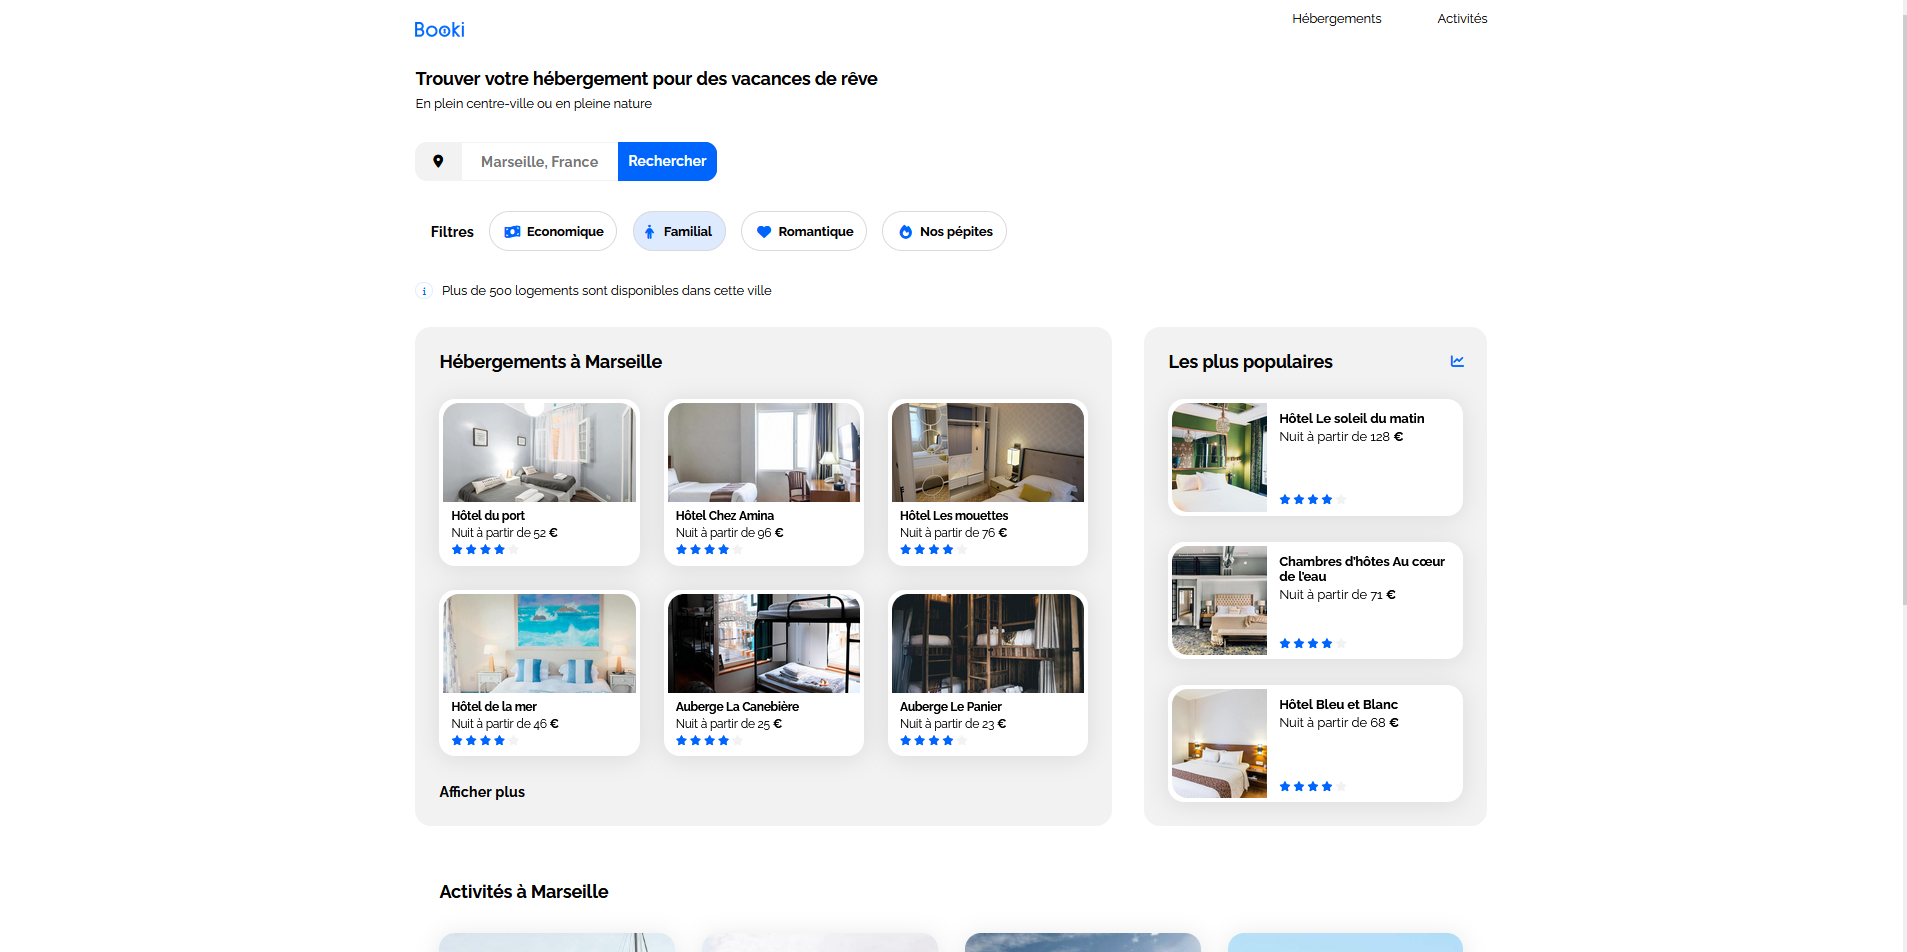 Booki
Hébergements
Activités
Trouver votre hébergement pour des vacances de rêve
En plein centre-ville ou en pleine nature
Marseille, France
Rechercher
Filtres
Economique
Familial
Romantique
Nos pépites
Plus de 500 logements sont disponibles dans cette ville
Hébergements à Marseille
Hôtel du port
Nuit à partir de 52 €
Hôtel Chez Amina
Nuit à partir de 96 €
Hôtel Les mouettes
Nuit à partir de 76 €
Hôtel de la mer
Nuit à partir de 46 €
Auberge La Canebière
Nuit à partir de 25 €
Auberge Le Panier
Nuit à partir de 23 €
Afficher plus
Les plus populaires
Hôtel Le soleil du matin
Nuit à partir de 128 €
Chambres d'hôtes Au cœur
de l'eau
Nuit à partir de 71 €
Hôtel Bleu et Blanc
Nuit à partir de 68 €
Activités à Marseille